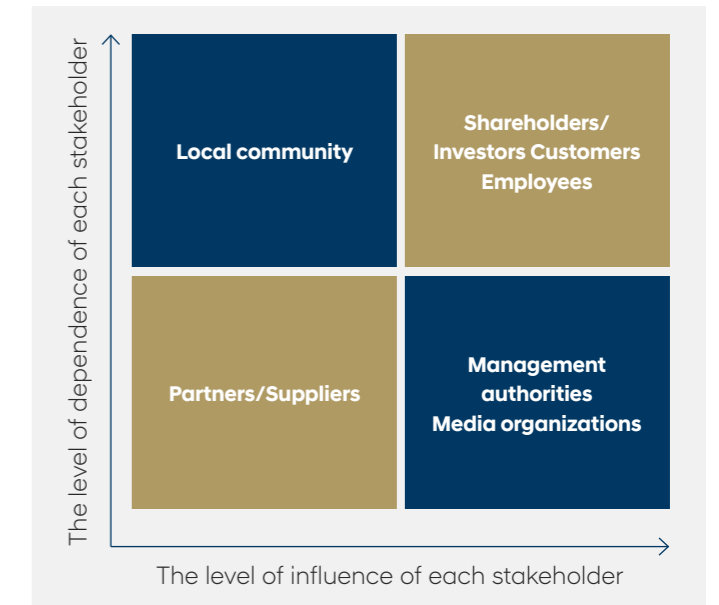 The level of dependence of each stakeholder
Local community
Shareholders/
Investors Customers
Employees
Partners/Suppliers
Management
authorities
Media organizations
The level of influence of each stakeholder